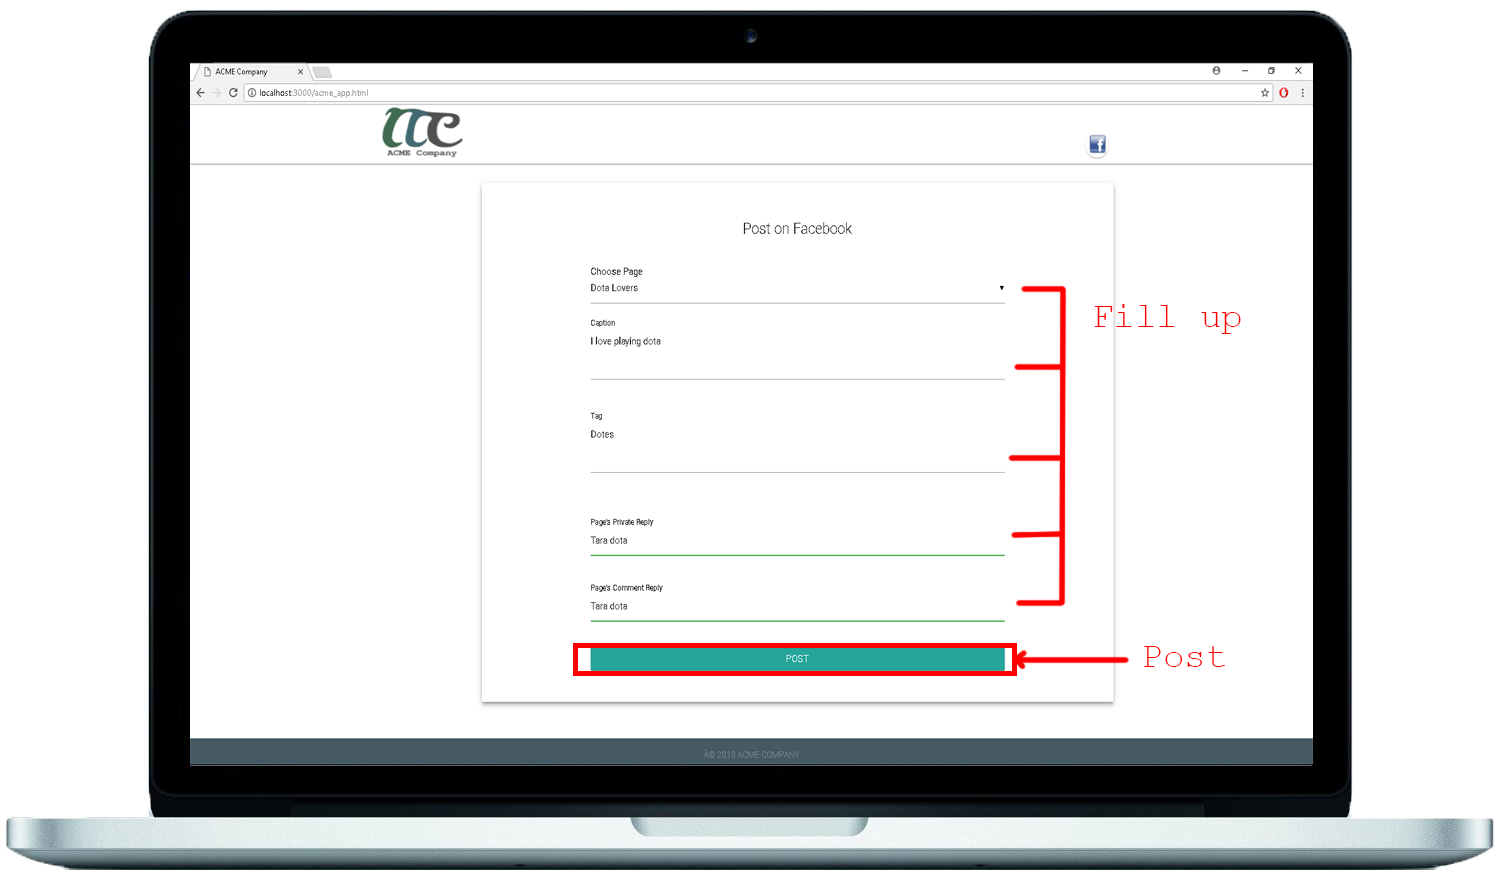 ACME Company
localhost:3000/acme_app.html
ACME Company
Post on Facebook
Choose Page
Dota Lovers
Fill up
Caption
I love playing dota
Tag
Dotes
Page's Private Reply
Tara dota
Page's Comment Reply
Tara dota
POST
Post
Â© 2018 ACME COMPANY